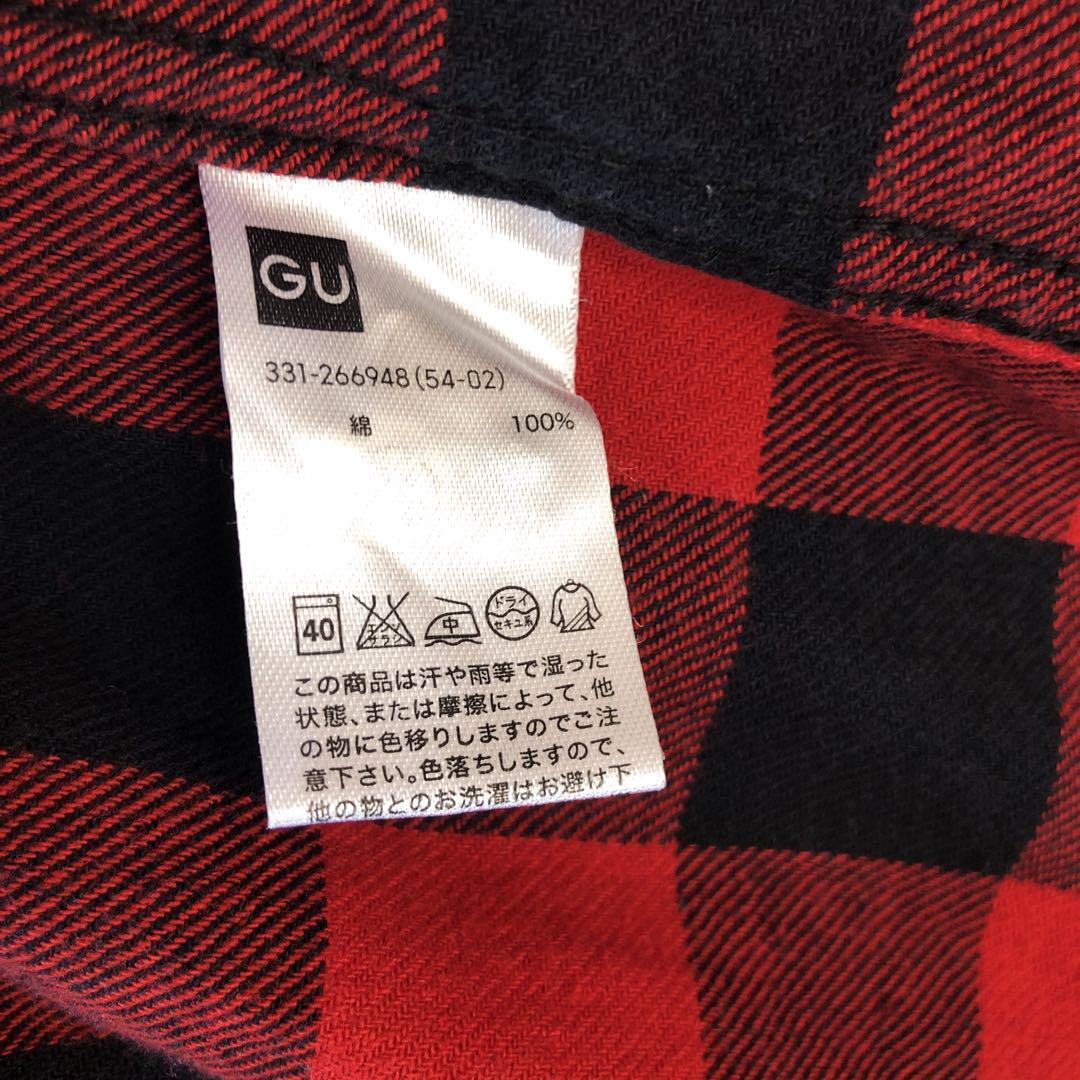 GU
331-266948(54-02)
綿 100%
40 エンソサラシ 中 ドライ セキユ系
この商品は汗や雨等で湿った
状態、または摩擦によって、他
の物に色移りしますのでご注
意下さい。色落ちしますので、
他の物とのお洗濯はお避け下